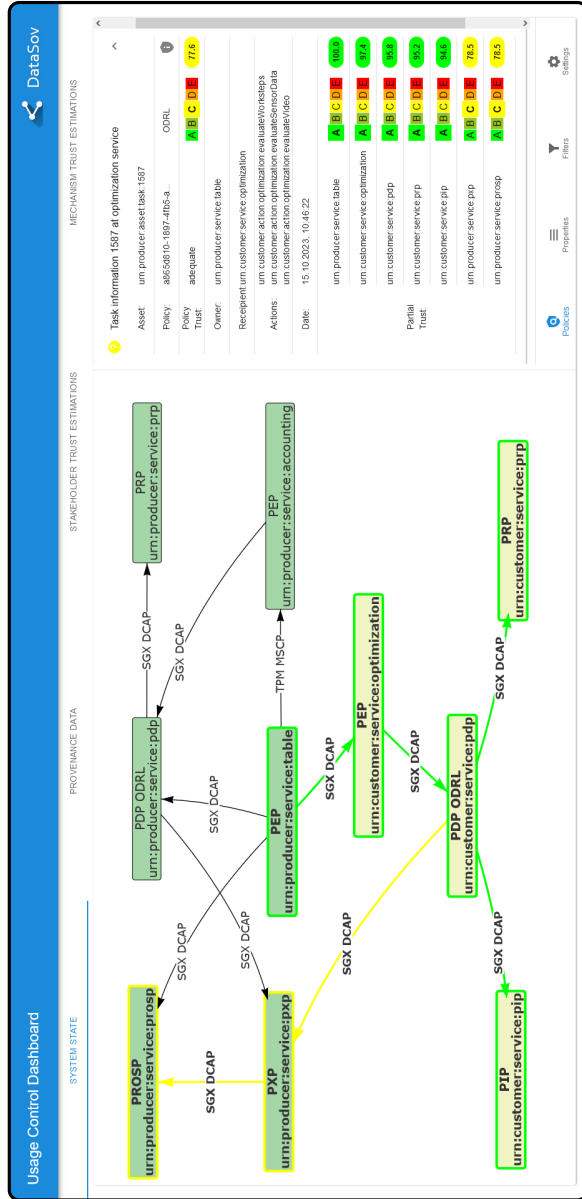 Usage Control Dashboard
DataSov
SYSTEM STATE
PROVENANCE DATA
STAKEHOLDER TRUST ESTIMATIONS
MECHANISM TRUST ESTIMATIONS
PROSP
urn:producer:service:prosp
PDP ODRL
urn:producer:service:pdp
PRP
urn:producer:service:prp
SGX DCAP
SGX DCAP
SGX DCAP
SGX DCAP
SGX DCAP
SGX DCAP
PXP
urn:producer:service:pxp
PEP
urn:producer:service:table
TPM MSCP
PEP
urn:producer:service:accounting
SGX DCAP
SGX DCAP
PEP
urn:customer:service:optimization
SGX DCAP
PDP ODRL
urn:customer:service:pdp
SGX DCAP
SGX DCAP
PIP
urn:customer:service:pip
PRP
urn:customer:service:prp
Task information 1587 at optimization service
Asset: urn:producer:asset:task:1587
Policy: a865d810-1897-4fb5-a... ODRL
Policy
Trust: adequate A B C D E 77.6
Owner: urn:producer:service:table
Receipient: urn:customer:service:optimization
urn:customer:action:optimization:evaluateWorksteps
Actions: urn:customer:action:optimization:evaluateSensorData
urn:customer:action:optimization:evaluateVideo
Date: 15.10.2023, 10:46:22
Partial
Trust:
urn:producer:service:table A B C D E 100.0
urn:customer:service:optimization A B C D E 97.4
urn:customer:service:pdp A B C D E 95.8
urn:customer:service:prp A B C D E 95.2
urn:customer:service:pip A B C D E 94.6
urn:producer:service:pxp A B C D E 78.5
urn:producer:service:prosp A B C D E 78.5
Policies
Properties
Filters
Settings